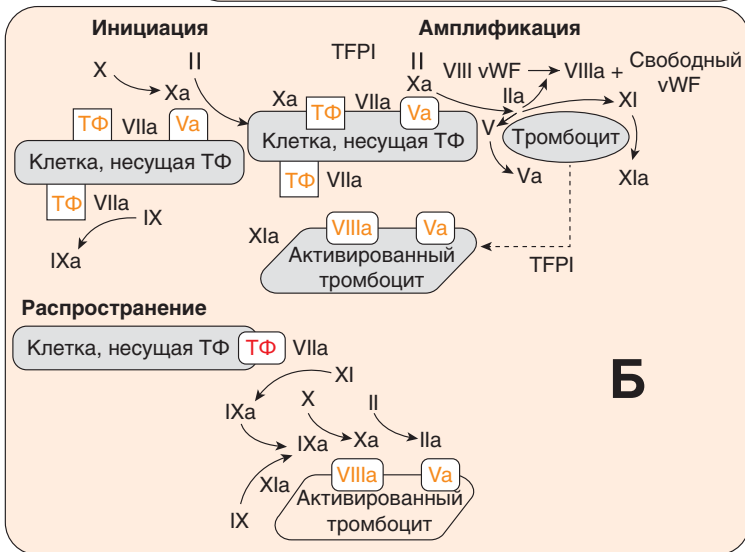 Инициация
X
Xa
II
ТФ
VIIa
Va
Клетка, несущая ТФ
ТФ
VIIa
IX
IXa
Амплификация
TFPI
II
Xa
VIII vWF
VIIIa +
Свободный
vWF
IIa
XI
Xa
ТФ
VIIa
Va
V
Клетка, несущая ТФ
Тромбоцит
ТФ
VIIa
Va
XIa
XIa
VIIIa
Va
Активированный
тромбоцит
TFPI
Распространение
Клетка, несущая ТФ
ТФ
VIIa
XI
IXa
X
II
IXa
Xa
IIa
XIa
IX
VIIIa
Va
Активированный
тромбоцит
Б